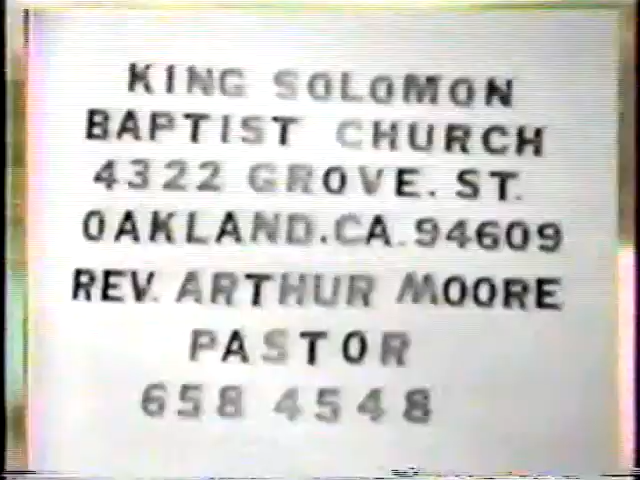 KING SOLOMON
BAPTIST CHURCH
4322 GROVE. ST.
OAKLAND.CA.94609
REV. ARTHUR MOORE
PASTOR
658 4548